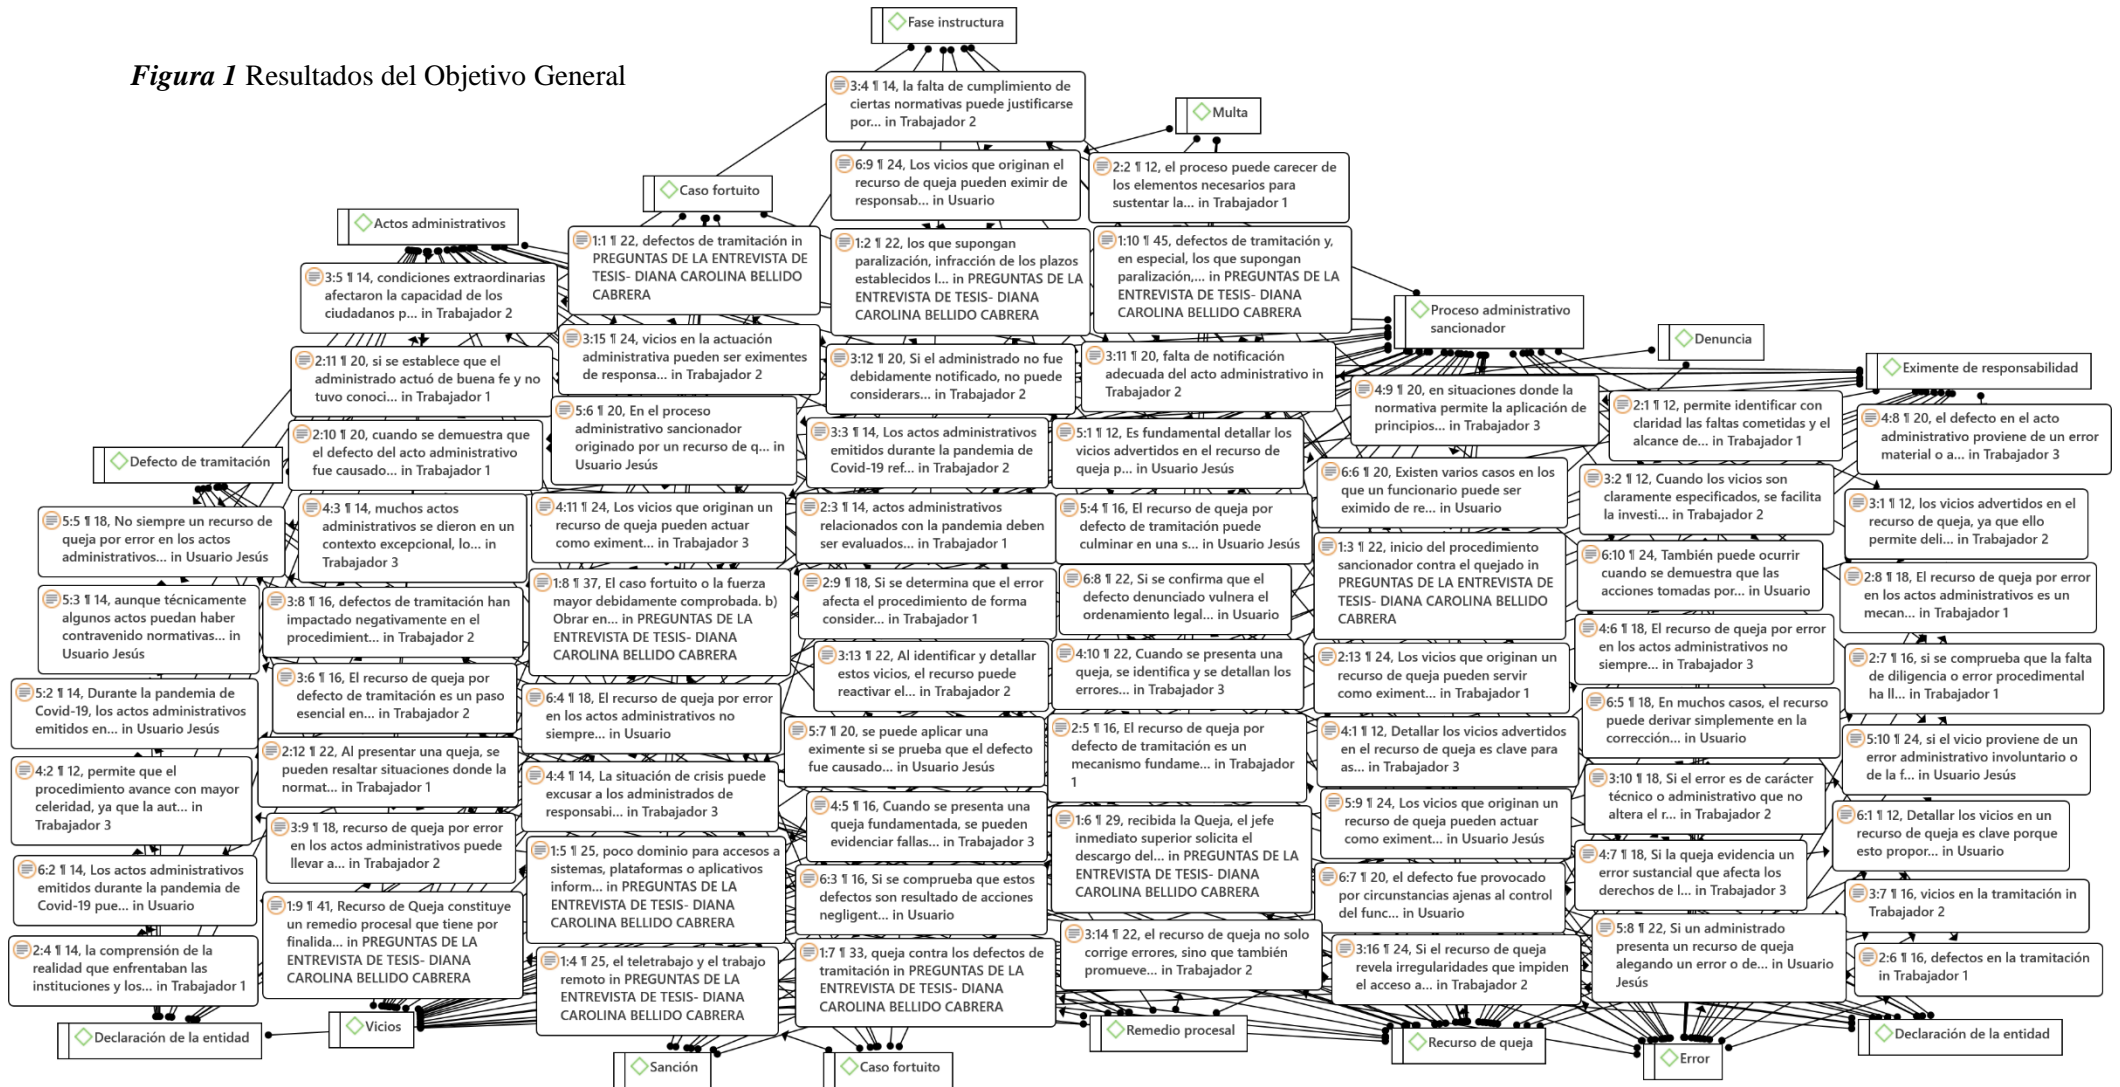 Fase instructura
Figura 1 Resultados del Objetivo General
3:4 ¶ 14, la falta de cumplimiento de
ciertas normativas puede justificarse
por... in Trabajador 2
Multa
6:9 ¶ 24, Los vicios que originan el
recurso de queja pueden eximir de
responsab... in Usuario
2:2 ¶ 12, el proceso puede carecer de
los elementos necesarios para
sustentar la... in Trabajador 1
Caso fortuito
Actos administrativos
1:1 ¶ 22, defectos de tramitación in
PREGUNTAS DE LA ENTREVISTA DE
TESIS- DIANA CAROLINA BELLIDO
CABRERA
1:2 ¶ 22, los que supongan
paralización, infracción de los plazos
establecidos l... in PREGUNTAS DE LA
ENTREVISTA DE TESIS- DIANA
CAROLINA BELLIDO CABRERA
1:10 ¶ 45, defectos de tramitación y,
en especial, los que supongan
paralización,... in PREGUNTAS DE LA
ENTREVISTA DE TESIS- DIANA
CAROLINA BELLIDO CABRERA
3:5 ¶ 14, condiciones extraordinarias
afectaron la capacidad de los
ciudadanos p... in Trabajador 2
Proceso administrativo
sancionador
Denuncia
Eximente de responsabilidad
3:15 ¶ 24, vicios en la actuación
administrativa pueden ser eximentes
de responsa... in Trabajador 2
2:11 ¶ 20, si se establece que el
administrado actuó de buena fe y no
tuvo conoci... in Trabajador 1
3:12 ¶ 20, Si el administrado no fue
debidamente notificado, no puede
considerars... in Trabajador 2
3:11 ¶ 20, falta de notificación
adecuada del acto administrativo in
Trabajador 2
4:9 ¶ 20, en situaciones donde la
normativa permite la aplicación de
principios... in Trabajador 3
2:1 ¶ 12, permite identificar con
claridad las faltas cometidas y el
alcance de... in Trabajador 1
4:8 ¶ 20, el defecto en el acto
administrativo proviene de un error
material o a... in Trabajador 3
5:6 ¶ 20, En el proceso
administrativo sancionador
originado por un recurso de q... in
Usuario Jesús
2:10 ¶ 20, cuando se demuestra que
el defecto del acto administrativo
fue causado... in Trabajador 1
3:3 ¶ 14, Los actos administrativos
emitidos durante la pandemia de
Covid-19 ref... in Trabajador 2
5:1 ¶ 12, Es fundamental detallar los
vicios advertidos en el recurso de
queja p... in Usuario Jesús
Defecto de tramitación
6:6 ¶ 20, Existen varios casos en los
que un funcionario puede ser
eximido de re... in Usuario
3:2 ¶ 12, Cuando los vicios son
claramente especificados, se facilita
la investi... in Trabajador 2
3:1 ¶ 12, los vicios advertidos en el
recurso de queja, ya que ello
permite deli... in Trabajador 2
5:5 ¶ 18, No siempre un recurso de
queja por error en los actos
administrativos... in Usuario Jesús
4:3 ¶ 14, muchos actos
administrativos se dieron en un
contexto excepcional, lo... in
Trabajador 3
4:11 ¶ 24, Los vicios que originan un
recurso de queja pueden actuar
como eximent... in Trabajador 3
2:3 ¶ 14, actos administrativos
relacionados con la pandemia deben
ser evaluados... in Trabajador 1
5:4 ¶ 16, El recurso de queja por
defecto de tramitación puede
culminar en una s... in Usuario Jesús
1:3 ¶ 22, inicio del procedimiento
sancionador contra el quejado in
PREGUNTAS DE LA ENTREVISTA DE
TESIS- DIANA CAROLINA BELLIDO
CABRERA
6:10 ¶ 24, También puede ocurrir
cuando se demuestra que las
acciones tomadas por... in Usuario
2:8 ¶ 18, El recurso de queja por error
en los actos administrativos es un
mecan... in Trabajador 1
5:3 ¶ 14, aunque técnicamente
algunos actos puedan haber
contravenido normativas... in
Usuario Jesús
3:8 ¶ 16, defectos de tramitación han
impactado negativamente en el
procedimient... in Trabajador 2
1:8 ¶ 37, El caso fortuito o la fuerza
mayor debidamente comprobada. b)
Obrar en... in PREGUNTAS DE LA
ENTREVISTA DE TESIS- DIANA
CAROLINA BELLIDO CABRERA
2:9 ¶ 18, Si se determina que el error
afecta el procedimiento de forma
consider... in Trabajador 1
6:8 ¶ 22, Si se confirma que el
defecto denunciado vulnera el
ordenamiento legal... in Usuario
4:6 ¶ 18, El recurso de queja por error
en los actos administrativos no
siempre... in Trabajador 3
2:7 ¶ 16, si se comprueba que la falta
de diligencia o error procedimental
ha ll... in Trabajador 1
3:13 ¶ 22, Al identificar y detallar
estos vicios, el recurso puede
reactivar el... in Trabajador 2
4:10 ¶ 22, Cuando se presenta una
queja, se identifica y se detallan los
errores... in Trabajador 3
2:13 ¶ 24, Los vicios que originan un
recurso de queja pueden servir
como eximent... in Trabajador 1
5:2 ¶ 14, Durante la pandemia de
Covid-19, los actos administrativos
emitidos en... in Usuario Jesús
3:6 ¶ 16, El recurso de queja por
defecto de tramitación es un paso
esencial en... in Trabajador 2
6:4 ¶ 18, El recurso de queja por error
en los actos administrativos no
siempre... in Usuario
6:5 ¶ 18, En muchos casos, el recurso
puede derivar simplemente en la
corrección... in Usuario
5:10 ¶ 24, si el vicio proviene de un
error administrativo involuntario o
de la f... in Usuario Jesús
2:12 ¶ 22, Al presentar una queja, se
pueden resaltar situaciones donde la
normat... in Trabajador 1
5:7 ¶ 20, se puede aplicar una
eximente si se prueba que el defecto
fue causado... in Usuario Jesús
2:5 ¶ 16, El recurso de queja por
defecto de tramitación es un
mecanismo fundame... in Trabajador
1
4:1 ¶ 12, Detallar los vicios advertidos
en el recurso de queja es clave para
as... in Trabajador 3
4:2 ¶ 12, permite que el
procedimiento avance con mayor
celeridad, ya que la aut... in
Trabajador 3
4:4 ¶ 14, La situación de crisis puede
excusar a los administrados de
responsabi... in Trabajador 3
3:10 ¶ 18, Si el error es de carácter
técnico o administrativo que no
altera el r... in Trabajador 2
3:9 ¶ 18, recurso de queja por error
en los actos administrativos puede
llevar a... in Trabajador 2
4:5 ¶ 16, Cuando se presenta una
queja fundamentada, se pueden
evidenciar fallas... in Trabajador 3
1:6 ¶ 29, recibida la Queja, el jefe
inmediato superior solicita el
descargo del... in PREGUNTAS DE LA
ENTREVISTA DE TESIS- DIANA
CAROLINA BELLIDO CABRERA
5:9 ¶ 24, Los vicios que originan un
recurso de queja pueden actuar
como eximent... in Usuario Jesús
6:1 ¶ 12, Detallar los vicios en un
recurso de queja es clave porque
esto propor... in Usuario
6:2 ¶ 14, Los actos administrativos
emitidos durante la pandemia de
Covid-19 pue... in Usuario
1:5 ¶ 25, poco dominio para accesos a
sistemas, plataformas o aplicativos
inform... in PREGUNTAS DE LA
ENTREVISTA DE TESIS- DIANA
CAROLINA BELLIDO CABRERA
6:3 ¶ 16, Si se comprueba que estos
defectos son resultado de acciones
negligent... in Usuario
6:7 ¶ 20, el defecto fue provocado
por circunstancias ajenas al control
del func... in Usuario
4:7 ¶ 18, Si la queja evidencia un
error sustancial que afecta los
derechos de l... in Trabajador 3
3:7 ¶ 16, vicios en la tramitación in
Trabajador 2
1:9 ¶ 41, Recurso de Queja constituye
un remedio procesal que tiene por
finalida... in PREGUNTAS DE LA
ENTREVISTA DE TESIS- DIANA
CAROLINA BELLIDO CABRERA
2:4 ¶ 14, la comprensión de la
realidad que enfrentaban las
instituciones y los... in Trabajador 1
1:4 ¶ 25, el teletrabajo y el trabajo
remoto in PREGUNTAS DE LA
ENTREVISTA DE TESIS- DIANA
CAROLINA BELLIDO CABRERA
1:7 ¶ 33, queja contra los defectos de
tramitación in PREGUNTAS DE LA
ENTREVISTA DE TESIS- DIANA
CAROLINA BELLIDO CABRERA
3:14 ¶ 22, el recurso de queja no solo
corrige errores, sino que también
promueve... in Trabajador 2
3:16 ¶ 24, Si el recurso de queja
revela irregularidades que impiden
el acceso a... in Trabajador 2
5:8 ¶ 22, Si un administrado
presenta un recurso de queja
alegando un error o de... in Usuario
Jesús
2:6 ¶ 16, defectos en la tramitación
in Trabajador 1
Declaración de la entidad
Vicios
Sanción
Caso fortuito
Remedio procesal
Recurso de queja
Error
Declaración de la entidad